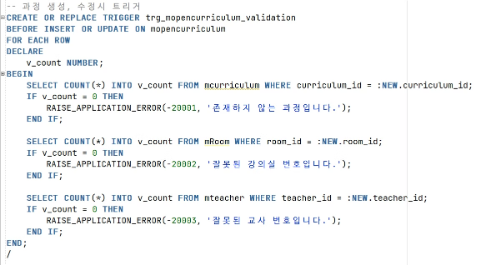 -- 과정 생성, 수정시 트리거
CREATE OR REPLACE TRIGGER trg_mopencurriculum_validation
BEFORE INSERT OR UPDATE ON mopencurriculum
FOR EACH ROW
DECLARE
    v_count NUMBER;
BEGIN
    SELECT COUNT(*) INTO v_count FROM mcurriculum WHERE curriculum_id = :NEW.curriculum_id;
    IF v_count = 0 THEN
        RAISE_APPLICATION_ERROR(-20001, '존재하지 않는 과정입니다.');
    END IF;

    SELECT COUNT(*) INTO v_count FROM mRoom WHERE room_id = :NEW.room_id;
    IF v_count = 0 THEN
        RAISE_APPLICATION_ERROR(-20002, '잘못된 강의실 번호입니다.');
    END IF;

    SELECT COUNT(*) INTO v_count FROM mteacher WHERE teacher_id = :NEW.teacher_id;
    IF v_count = 0 THEN
        RAISE_APPLICATION_ERROR(-20003, '잘못된 교사 번호입니다.');
    END IF;
END;
/